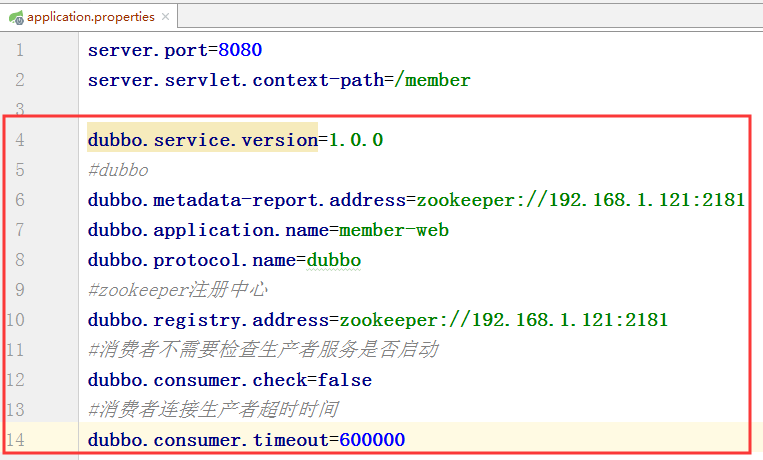 application.properties
1 server.port=8080
2 server.servlet.context-path=/member
3
4 dubbo.service.version=1.0.0
5 #dubbo
6 dubbo.metadata-report.address=zookeeper://192.168.1.121:2181
7 dubbo.application.name=member-web
8 dubbo.protocol.name=dubbo
9 #zookeeper注册中心
10 dubbo.registry.address=zookeeper://192.168.1.121:2181
11 #消费者不需要检查生产者服务是否启动
12 dubbo.consumer.check=false
13 #消费者连接生产者超时时间
14 dubbo.consumer.timeout=600000